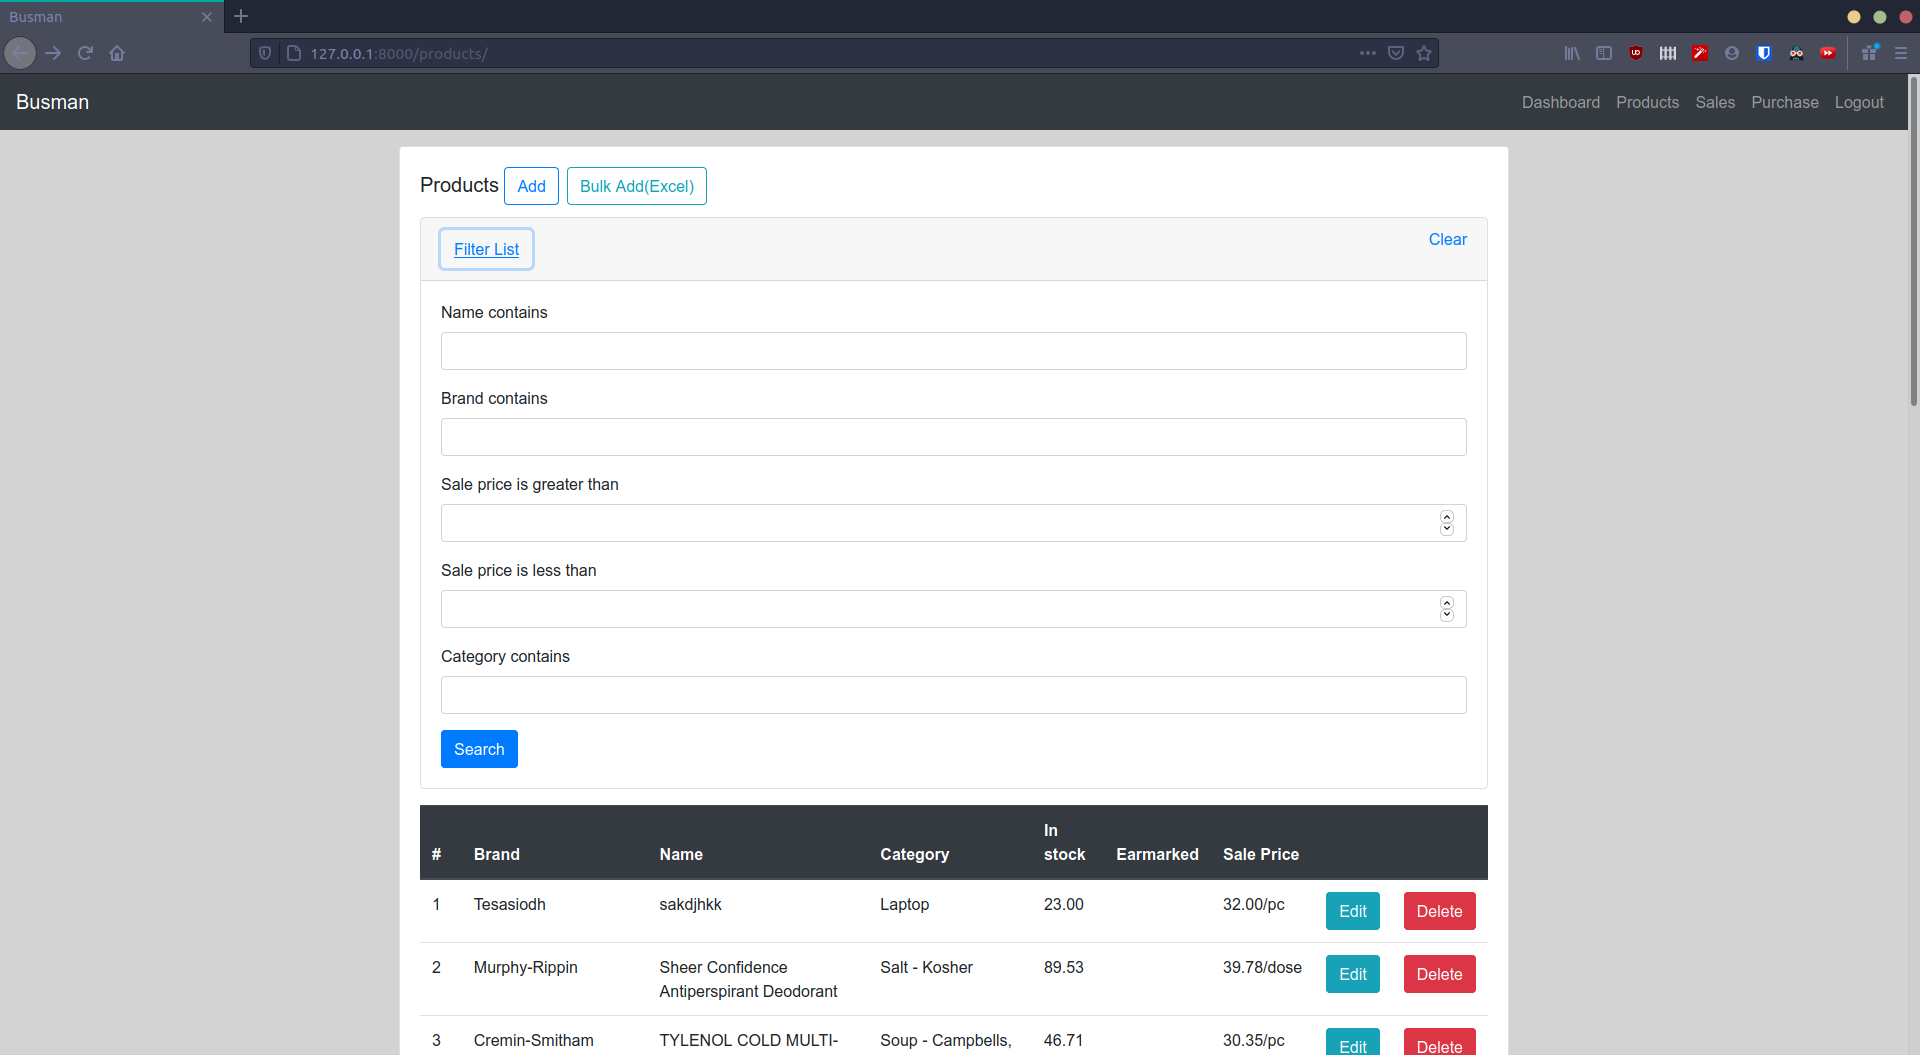 Busman
127.0.0.1:8000/products/
Busman
Dashboard Products Sales Purchase Logout
Products Add Bulk Add(Excel)
Filter List
Clear
Name contains
Brand contains
Sale price is greater than
Sale price is less than
Category contains
Search
# Brand Name Category In stock Earmarked Sale Price
1 Tesasiodh sakdjhkk Laptop 23.00 32.00/pc Edit Delete
2 Murphy-Rippin Sheer Confidence Salt - Kosher 89.53 39.78/dose Edit Delete
Antiperspirant Deodorant
3 Cremin-Smitham TYLENOL COLD MULTI- Soup - Campbells, 46.71 30.35/pc Edit Delete